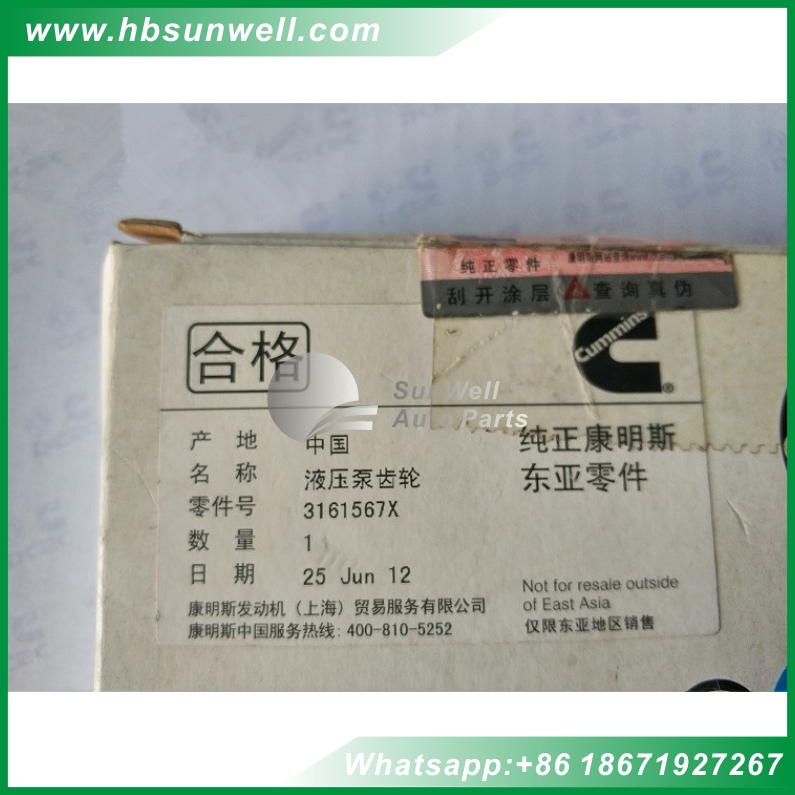 www.hbsunwell.com
纯正零件
刮开涂层 查询真伪
合格
Cummins
®
Sun Well
Auto Parts
产地 中国
名称 液压泵齿轮
零件号 3161567X
数量 1
日期 25 Jun 12
纯正康明斯
东亚零件
康明斯发动机(上海)贸易服务有限公司
康明斯中国服务热线: 400-810-5252
Not for resale outside
of East Asia
仅限东亚地区销售
Whatsapp:+86 18671927267